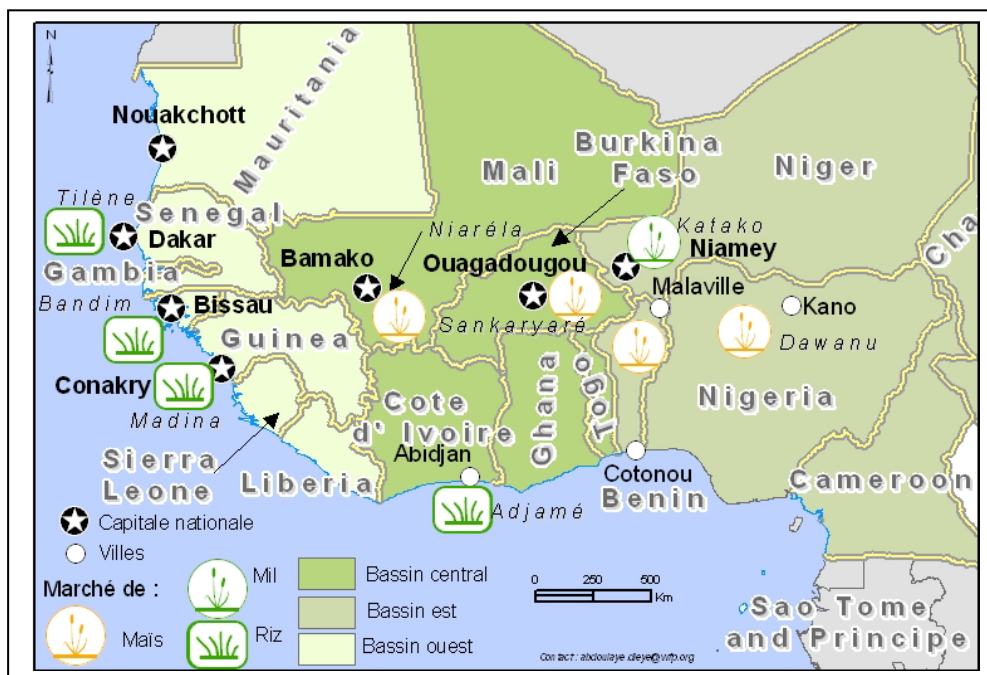 N
Nouakchott
Mauritania
Tilène
Senegal
Dakar
Gambia
Bandim
Bissau
Guinea
Conakry
Madina
Sierra
Leone
Liberia
Mali
Niaréla
Bamako
Burkina
Faso
Ouagadougou
Sankaryaré
Niger
Katako
Niamey
Malaville
Kano
Dawanu
Nigeria
Cha
Cote
d' Ivoire
Abidjan
Adjamé
Ghana
Togo
Cotonou
Benin
Cameroon
Sao Tome
and Principe
Capitale nationale
Villes
Marché de :
Maïs
Mil
Riz
Bassin central
Bassin est
Bassin ouest
0 250 500
Km
Contact : abdoulaye.dieye@wfp.org